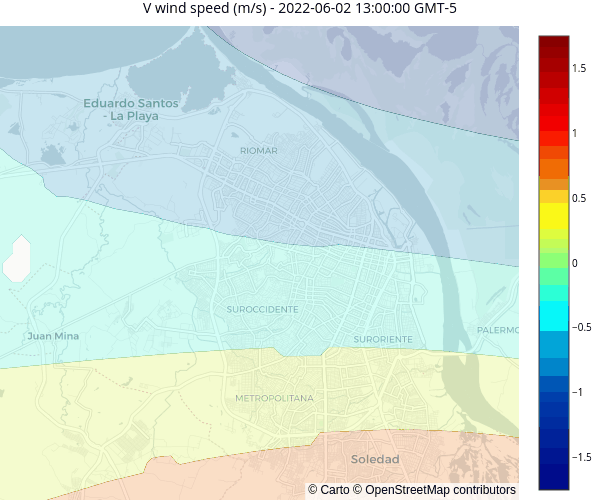 V wind speed (m/s) - 2022-06-02 13:00:00 GMT-5
Eduardo Santos
- La Playa
RIOMAR
SUROCCIDENTE
Juan Mina
SURORIENTE
PALERMO
METROPOLITANA
Soledad
© Carto © OpenStreetMap contributors
1.5
1
0.5
0
−0.5
−1
−1.5